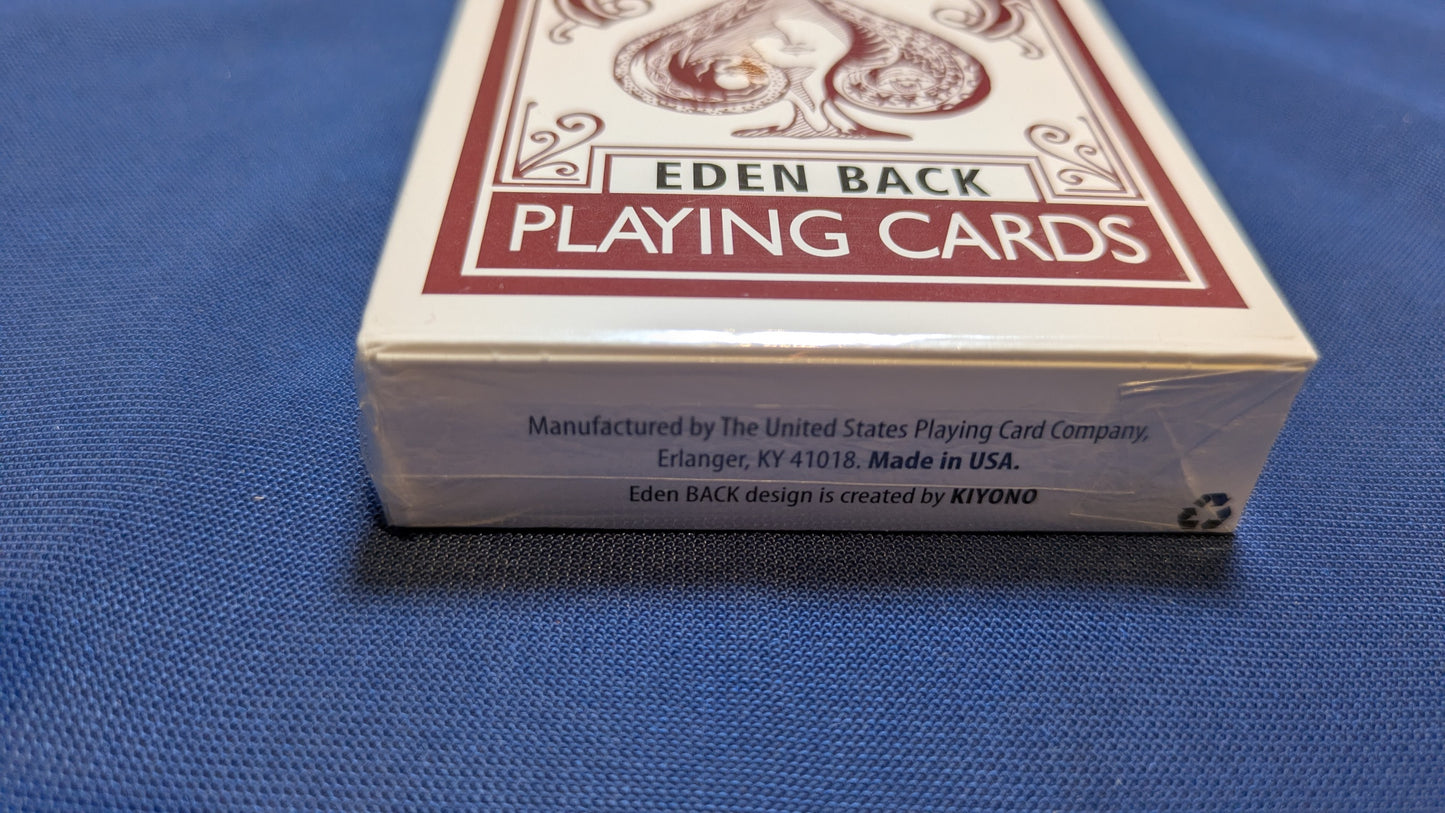 EDEN BACK
PLAYING CARDS
Manufactured by The United States Playing Card Company,
Erlanger, KY 41018. Made in USA.
Eden BACK design is created by KIYONO